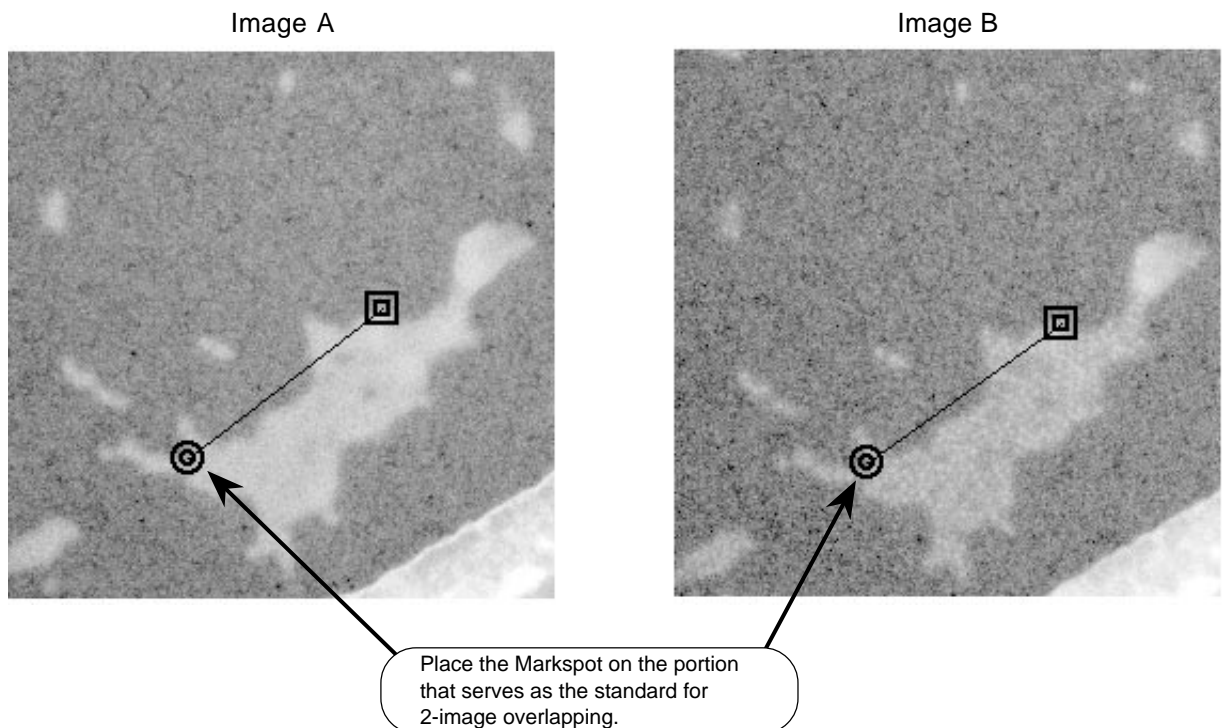 Image A
Image B
Place the Markspot on the portion
that serves as the standard for
2-image overlapping.